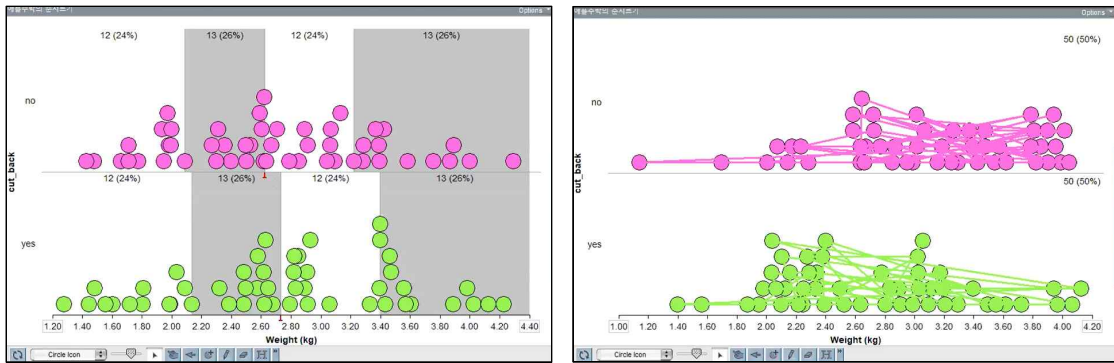 Options
12 (24%) 13 (26%) 12 (24%) 13 (26%)
no
cut_back
12 (24%) 13 (26%) 12 (24%) 13 (26%)
yes
1.20 1.40 1.60 1.80 2.00 2.20 2.40 2.60 2.80 3.00 3.20 3.40 3.60 3.80 4.00 4.20 4.40
Weight (kg)
Circle Icon
Options
50 (50%)
no
cut_back
50 (50%)
yes
1.00 1.20 1.40 1.60 1.80 2.00 2.20 2.40 2.60 2.80 3.00 3.20 3.40 3.60 3.80 4.00 4.20
Weight (kg)
Circle Icon